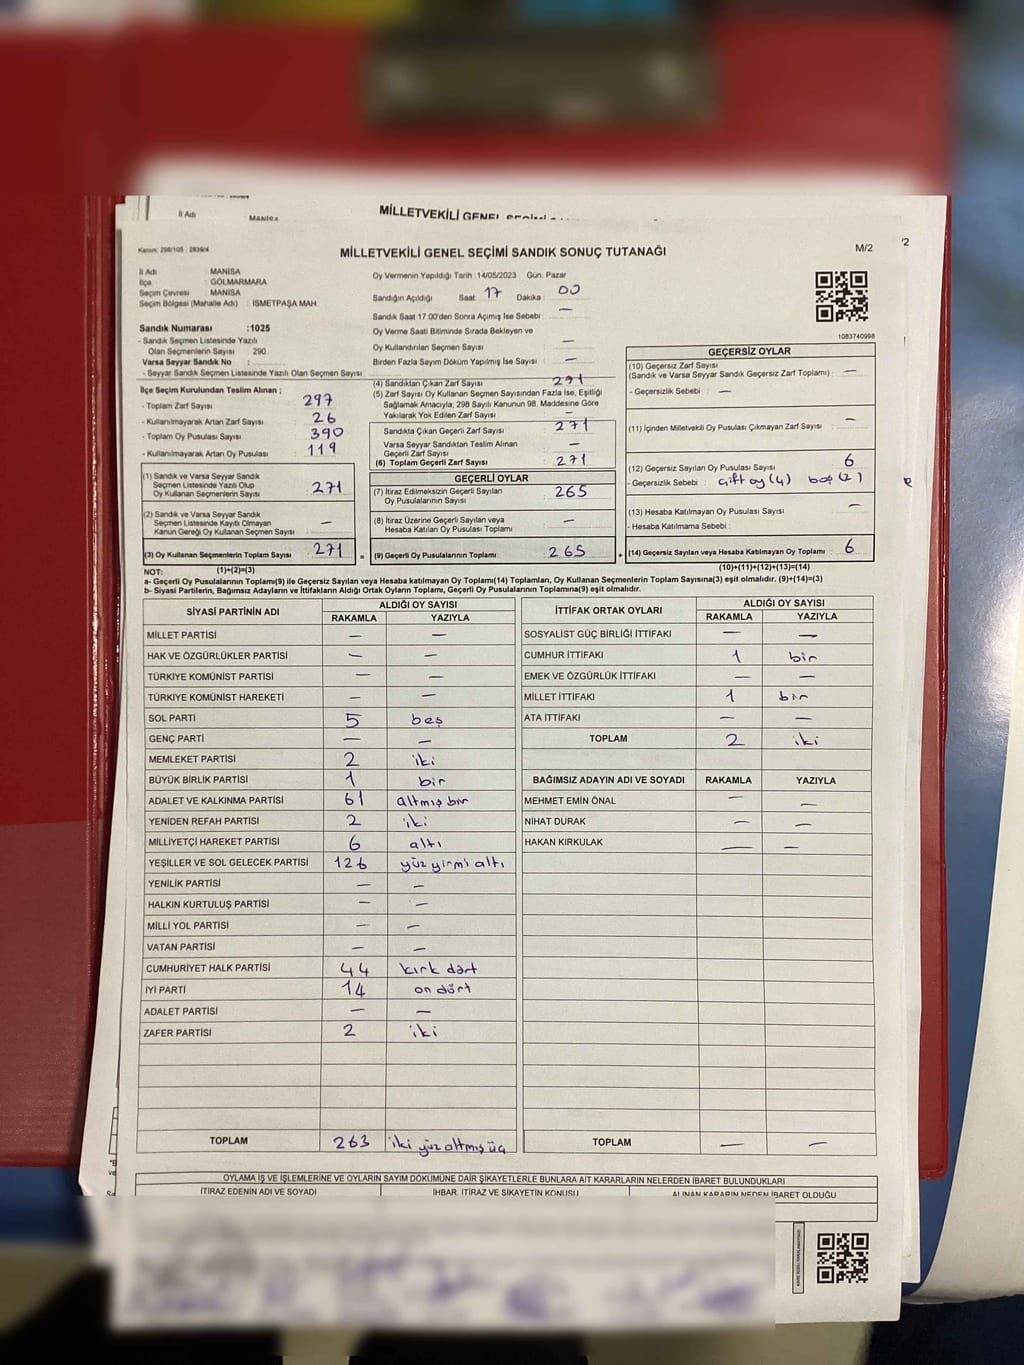 İl Adı MANİSA MİLLETVEKİLİ GENEL
Kanun: 298/105 ; 2839/4
MİLLETVEKİLİ GENEL SEÇİMİ SANDIK SONUÇ TUTANAĞI
M/2
İl Adı : MANİSA
İlçe : GÖLMARMARA
Seçim Çevresi : MANİSA
Seçim Bölgesi (Mahalle Adı) : İSMETPAŞA MAH.
Sandık Numarası :1025
- Sandık Seçmen Listesinde Yazılı
Olan Seçmenlerin Sayısı : 290
Varsa Seyyar Sandık No :
- Seyyar Sandık Seçmen Listesinde Yazılı Olan Seçmen Sayısı :
İlçe Seçim Kurulundan Teslim Alınan ;
- Toplam Zarf Sayısı : 297
- Kullanılmayarak Artan Zarf Sayısı : 26
- Toplam Oy Pusulası Sayısı : 390
- Kullanılmayarak Artan Oy Pusulası : 119
(1) Sandık ve Varsa Seyyar Sandık
Seçmen Listesinde Yazılı Olup
Oy Kullanan Seçmenlerin Sayısı : 271
(2) Sandık ve Varsa Seyyar Sandık
Seçmen Listesinde Kayıtlı Olmayan
Kanun Gereği Oy Kullanan Seçmen Sayısı : —
(3) Oy Kullanan Seçmenlerin Toplam Sayısı : 271
(1)+(2)=(3)
Oy Vermenin Yapıldığı Tarih :14/05/2023 Gün: Pazar
Sandığın Açıldığı Saat : 17 Dakika : 00
Sandık Saat 17.00'den Sonra Açılmış İse Sebebi : —
Oy Verme Saati Bitiminde Sırada Bekleyen ve
Oy Kullandırılan Seçmen Sayısı : —
Birden Fazla Sayım Döküm Yapılmış İse Sayısı : —
(4) Sandıktan Çıkan Zarf Sayısı : 271
(5) Zarf Sayısı Oy Kullanan Seçmen Sayısından Fazla İse, Eşitliği
Sağlamak Amacıyla, 298 Sayılı Kanunun 98. Maddesine Göre
Yakılarak Yok Edilen Zarf Sayısı : —
Sandıkta Çıkan Geçerli Zarf Sayısı : 271
Varsa Seyyar Sandıktan Teslim Alınan
Geçerli Zarf Sayısı : —
(6) Toplam Geçerli Zarf Sayısı : 271
GEÇERLİ OYLAR
(7) İtiraz Edilmeksizin Geçerli Sayılan
Oy Pusulalarının Sayısı : 265
(8) İtiraz Üzerine Geçerli Sayılan veya
Hesaba Katılan Oy Pusulası Toplamı : —
= (9) Geçerli Oy Pusulalarının Toplamı : 265
1083740998
GEÇERSİZ OYLAR
(10) Geçersiz Zarf Sayısı
(Sandık ve Varsa Seyyar Sandık Geçersiz Zarf Toplamı) : —
- Geçersizlik Sebebi : —
(11) İçinden Milletvekili Oy Pusulası Çıkmayan Zarf Sayısı : —
(12) Geçersiz Sayılan Oy Pusulası Sayısı : 6
- Geçersizlik Sebebi : çift oy (4) boş (2)
(13) Hesaba Katılmayan Oy Pusulası Sayısı : —
- Hesaba Katılmama Sebebi :
+ (14) Geçersiz Sayılan veya Hesaba Katılmayan Oy Toplamı : 6
(10)+(11)+(12)+(13)=(14)
NOT:
a- Geçerli Oy Pusulalarının Toplamı(9) ile Geçersiz Sayılan veya Hesaba katılmayan Oy Toplamı(14) Toplamları, Oy Kullanan Seçmenlerin Toplam Sayısına(3) eşit olmalıdır. (9)+(14)=(3)
b- Siyasi Partilerin, Bağımsız Adayların ve İttifakların Aldığı Ortak Oyların Toplamı, Geçerli Oy Pusulalarının Toplamına(9) eşit olmalıdır.
SİYASİ PARTİNİN ADI ALDIĞI OY SAYISI
RAKAMLA YAZIYLA
MİLLET PARTİSİ — —
HAK VE ÖZGÜRLÜKLER PARTİSİ — —
TÜRKİYE KOMÜNİST PARTİSİ — —
TÜRKİYE KOMÜNİST HAREKETİ — —
SOL PARTİ 5 beş
GENÇ PARTİ — —
MEMLEKET PARTİSİ 2 iki
BÜYÜK BİRLİK PARTİSİ 1 bir
ADALET VE KALKINMA PARTİSİ 61 altmış bir
YENİDEN REFAH PARTİSİ 2 iki
MİLLİYETÇİ HAREKET PARTİSİ 6 altı
YEŞİLLER VE SOL GELECEK PARTİSİ 126 yüz yirmi altı
YENİLİK PARTİSİ — —
HALKIN KURTULUŞ PARTİSİ — —
MİLLİ YOL PARTİSİ — —
VATAN PARTİSİ — —
CUMHURİYET HALK PARTİSİ 44 kırk dört
İYİ PARTİ 14 on dört
ADALET PARTİSİ — —
ZAFER PARTİSİ 2 iki
TOPLAM 263 iki yüz altmış üç
İTTİFAK ORTAK OYLARI ALDIĞI OY SAYISI
RAKAMLA YAZIYLA
SOSYALİST GÜÇ BİRLİĞİ İTTİFAKI — —
CUMHUR İTTİFAKI 1 bir
EMEK VE ÖZGÜRLÜK İTTİFAKI — —
MİLLET İTTİFAKI 1 bir
ATA İTTİFAKI — —
TOPLAM 2 iki
BAĞIMSIZ ADAYIN ADI VE SOYADI RAKAMLA YAZIYLA
MEHMET EMİN ÖNAL — —
NİHAT DURAK — —
HAKAN KIRKULAK — —
TOPLAM — —
OYLAMA İŞ VE İŞLEMLERİNE VE OYLARIN SAYIM DÖKÜMÜNE DAİR ŞİKAYETLERLE BUNLARA AİT KARARLARIN NELERDEN İBARET BULUNDUKLARI
İTİRAZ EDENİN ADI VE SOYADI İHBAR, İTİRAZ VE ŞİKAYETİN KONUSU ALINAN KARARIN NEDEN İBARET OLDUĞU